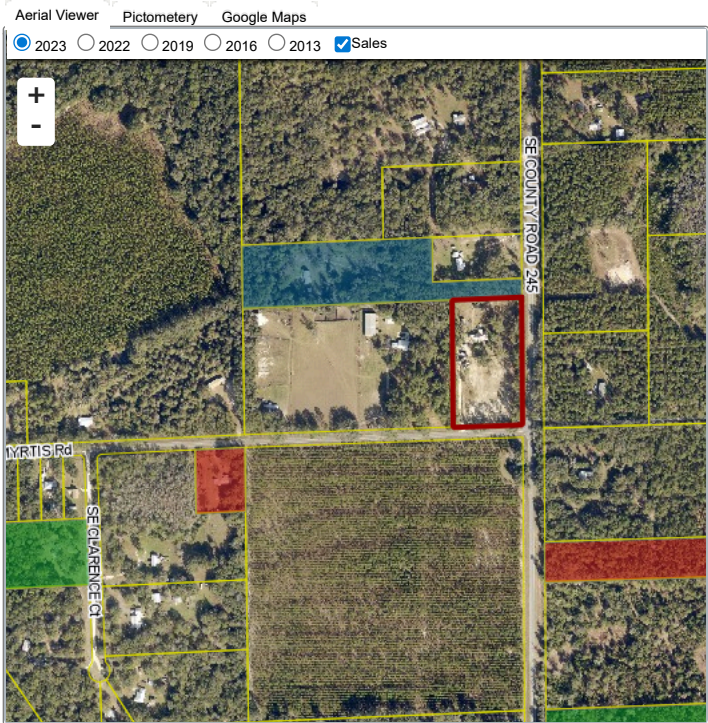 Aerial Viewer Pictometery Google Maps
2023 2022 2019 2016 2013 Sales
+
-
SE COUNTY ROAD 245
MYRTIS Rd
SE CLARENCE Ct